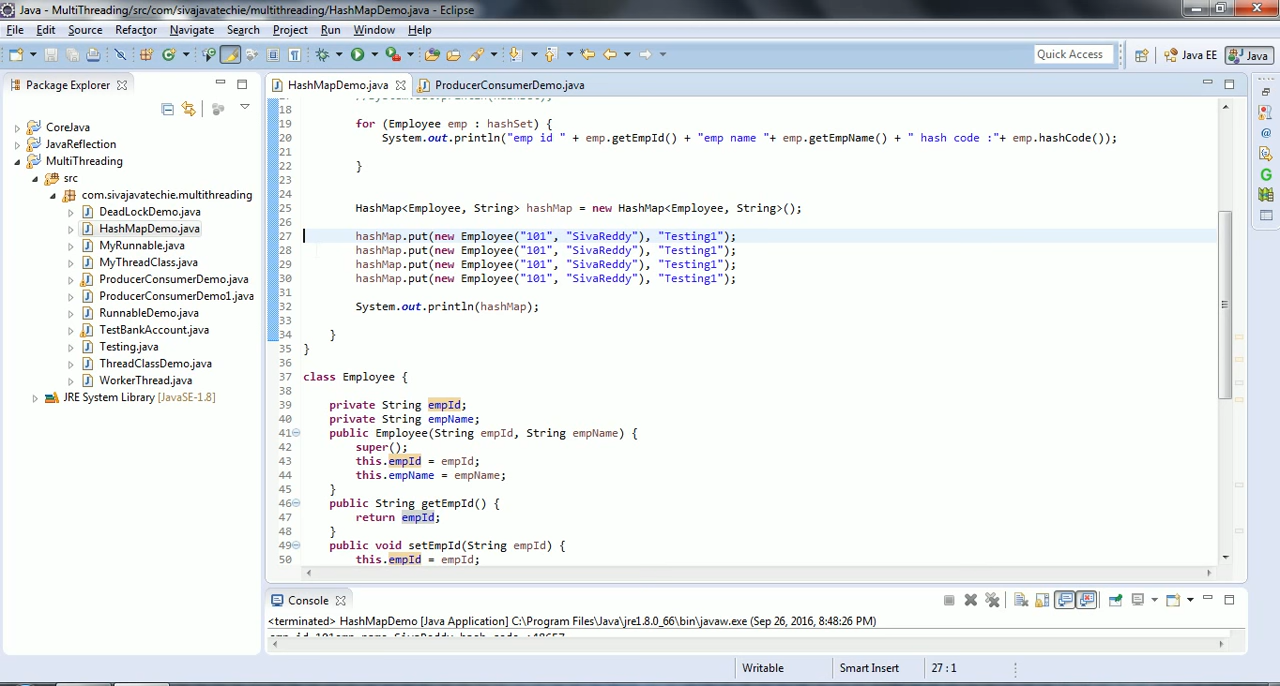 Java - MultiThreading/src/com/sivajavatechie/multithreading/HashMapDemo.java - Eclipse
File Edit Source Refactor Navigate Search Project Run Window Help
Quick Access Java EE Java
Package Explorer
HashMapDemo.java ProducerConsumerDemo.java
CoreJava
JavaReflection
MultiThreading
src
com.sivajavatechie.multithreading
DeadLockDemo.java
HashMapDemo.java
MyRunnable.java
MyThreadClass.java
ProducerConsumerDemo.java
ProducerConsumerDemo1.java
RunnableDemo.java
TestBankAccount.java
Testing.java
ThreadClassDemo.java
WorkerThread.java
JRE System Library [JavaSE-1.8]
18
19 for (Employee emp : hashSet) {
20 System.out.println("emp id " + emp.getEmpId() + "emp name "+ emp.getEmpName() + " hash code :"+ emp.hashCode());
21
22 }
23
24
25 HashMap<Employee, String> hashMap = new HashMap<Employee, String>();
26
27 hashMap.put(new Employee("101", "SivaReddy"), "Testing1");
28 hashMap.put(new Employee("101", "SivaReddy"), "Testing1");
29 hashMap.put(new Employee("101", "SivaReddy"), "Testing1");
30 hashMap.put(new Employee("101", "SivaReddy"), "Testing1");
31
32 System.out.println(hashMap);
33
34 }
35 }
36
37 class Employee {
38
39 private String empId;
40 private String empName;
41 public Employee(String empId, String empName) {
42 super();
43 this.empId = empId;
44 this.empName = empName;
45 }
46 public String getEmpId() {
47 return empId;
48 }
49 public void setEmpId(String empId) {
50 this.empId = empId;
Console
<terminated> HashMapDemo [Java Application] C:\Program Files\Java\jre1.8.0_66\bin\javaw.exe (Sep 26, 2016, 8:48:26 PM)
Writable Smart Insert 27 : 1